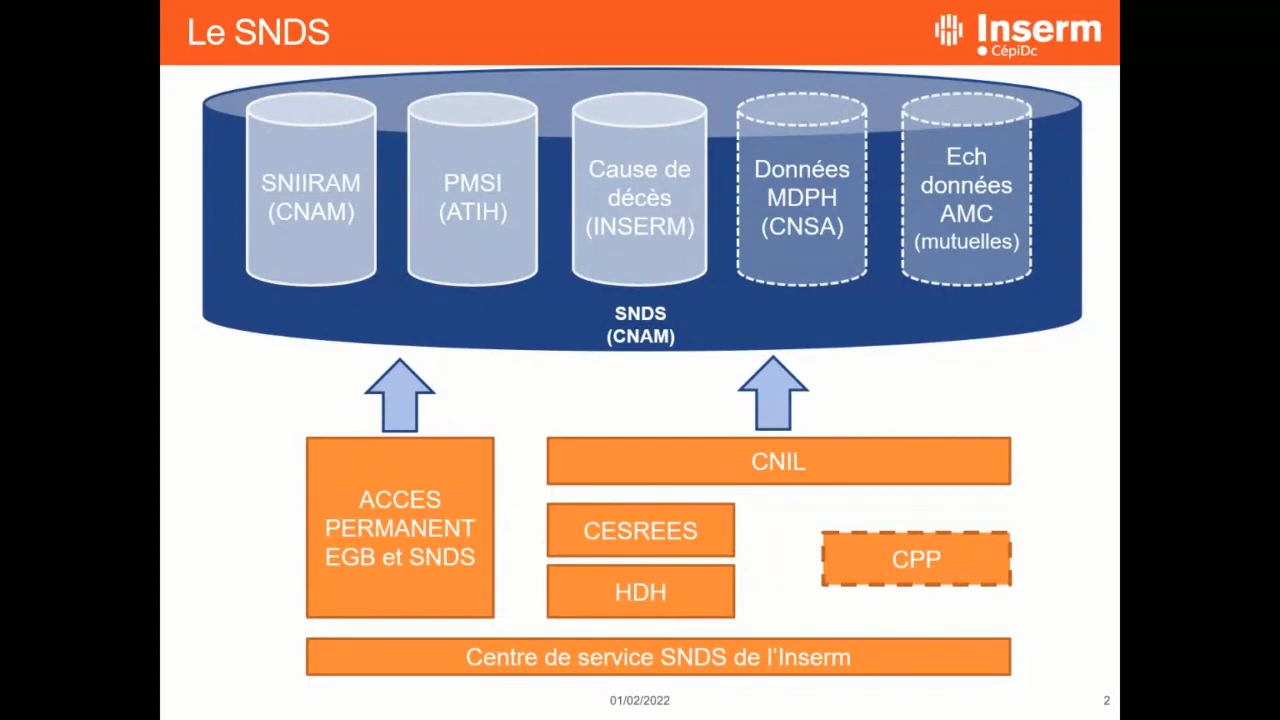 Le SNDS
Inserm
CépiDc
SNIIRAM
(CNAM)
PMSI
(ATIH)
Cause de
décès
(INSERM)
Données
MDPH
(CNSA)
Ech
données
AMC
(mutuelles)
SNDS
(CNAM)
ACCES
PERMANENT
EGB et SNDS
CNIL
CESREES
HDH
CPP
Centre de service SNDS de l’Inserm
01/02/2022
2